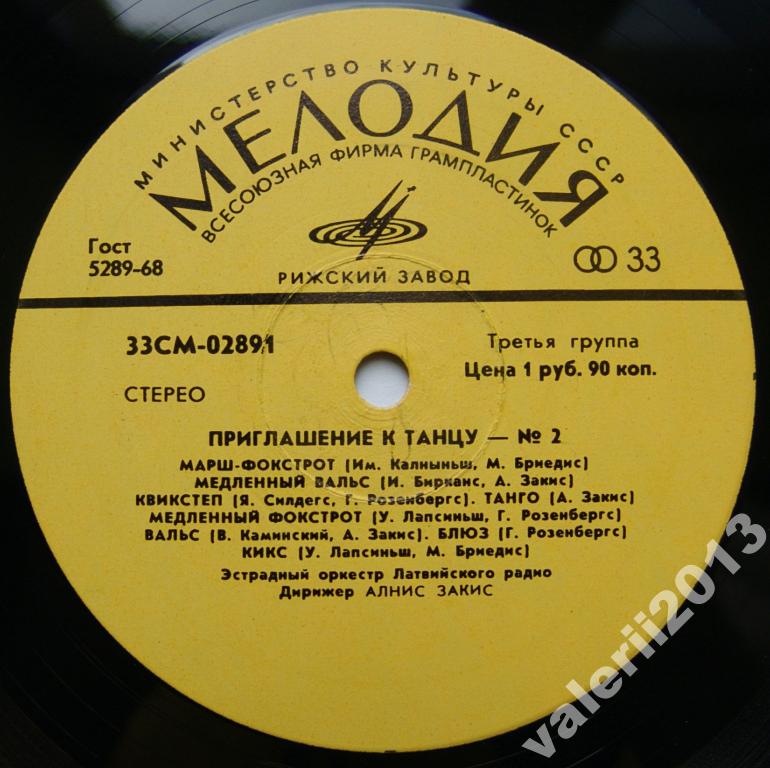 МИНИСТЕРСТВО КУЛЬТУРЫ СССР
МЕЛОДИЯ
ВСЕСОЮЗНАЯ ФИРМА ГРАМПЛАСТИНОК
Гост
5289-68
33
РИЖСКИЙ ЗАВОД
33СМ-02891
Третья группа
Цена 1 руб. 90 коп.
СТЕРЕО
ПРИГЛАШЕНИЕ К ТАНЦУ — № 2
МАРШ-ФОКСТРОТ (Им. Калныньш, М. Бриедис)
МЕДЛЕННЫЙ ВАЛЬС (И. Бирканс, А. Закис)
КВИКСТЕП (Я. Силдегс, Г. Розенбергс). ТАНГО (А. Закис)
МЕДЛЕННЫЙ ФОКСТРОТ (У. Лапсиньш, Г. Розенбергс)
ВАЛЬС (В. Каминский, А. Закис). БЛЮЗ (Г. Розенбергс)
КИКС (У. Лапсиньш, М. Бриедис)
Эстрадный оркестр Латвийского радио
Дирижер АЛНИС ЗАКИС
valerii2013